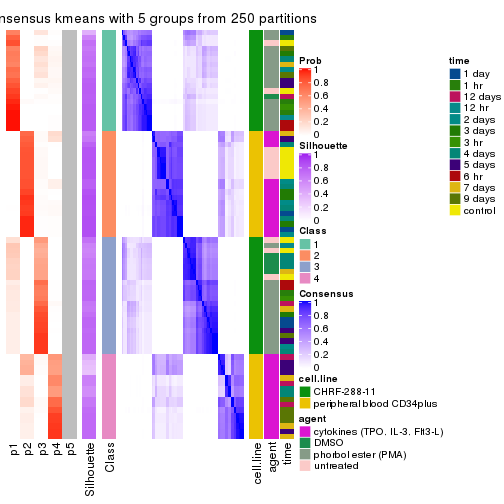 nsensus kmeans with 5 groups from 250 partitions
p1
p2
p3
p4
p5
Silhouette
Class
cell.line
agent
time
Prob
1
0.8
0.6
0.4
0.2
0
Silhouette
1
0.8
0.6
0.4
0.2
0
Class
1
2
3
4
Consensus
1
0.8
0.6
0.4
0.2
0
cell.line
CHRF-288-11
peripheral blood CD34plus
agent
cytokines (TPO. IL-3. Flt3-L)
DMSO
phorbol ester (PMA)
untreated
time
1 day
1 hr
12 days
12 hr
2 days
3 days
3 hr
4 days
5 days
6 hr
7 days
9 days
control